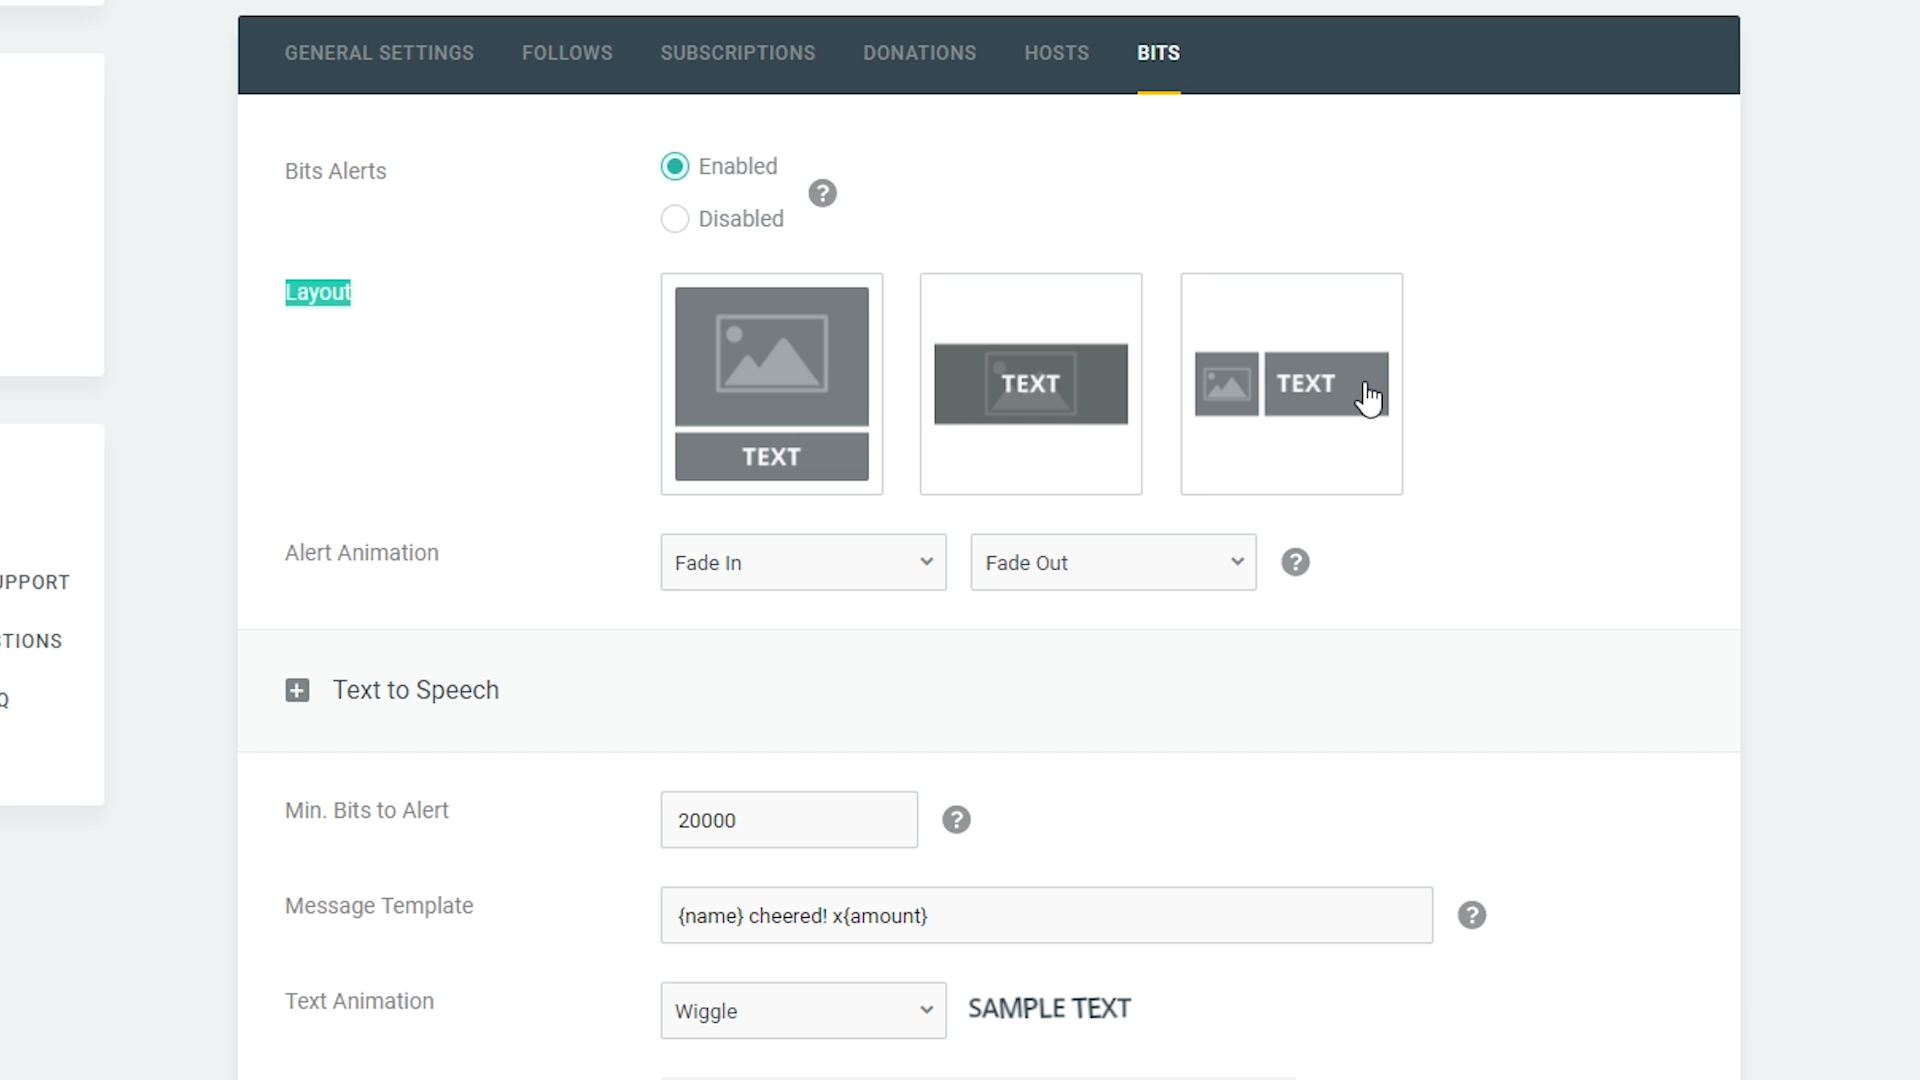 GENERAL SETTINGS FOLLOWS SUBSCRIPTIONS DONATIONS HOSTS BITS
Bits Alerts
Enabled
?
Disabled
Layout
TEXT
TEXT
TEXT
Alert Animation
Fade In
Fade Out
?
UPPORT
STIONS
Q
Text to Speech
Min. Bits to Alert
20000
?
Message Template
{name} cheered! x{amount}
?
Text Animation
Wiggle
SAMPLE TEXT